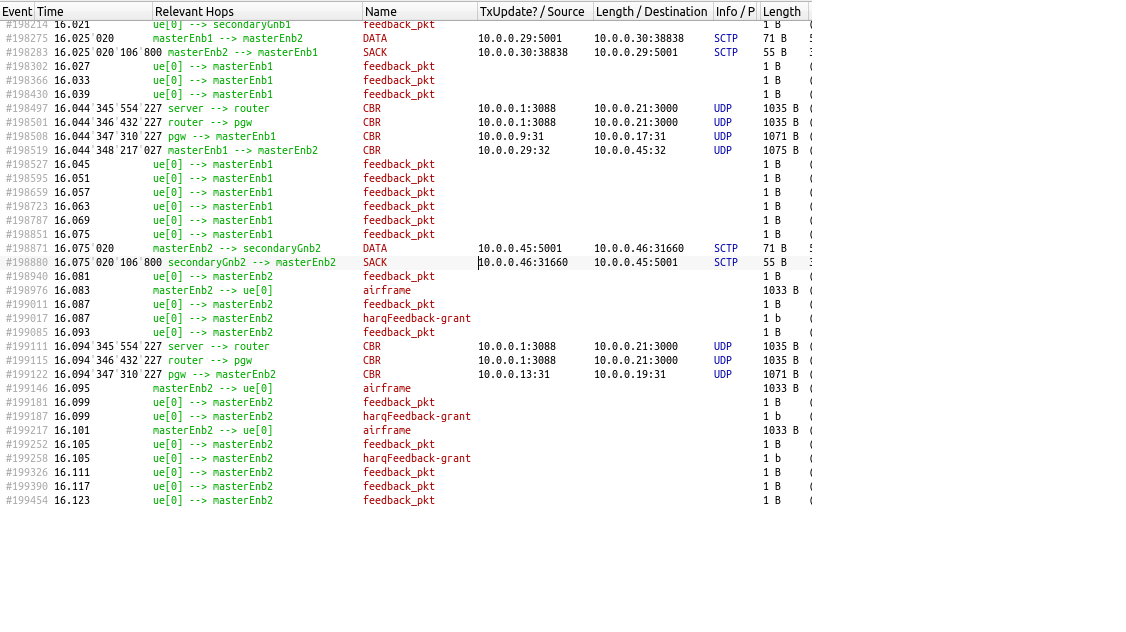 Event Time Relevant Hops Name TxUpdate? / Source Length / Destination Info / P Length
#198214 16.021 ue[0] --> secondaryGnb1 feedback_pkt 1 B
#198275 16.025'020 masterEnb1 --> masterEnb2 DATA 10.0.0.29:5001 10.0.0.30:38838 SCTP 71 B
#198283 16.025'020'106'800 masterEnb2 --> masterEnb1 SACK 10.0.0.30:38838 10.0.0.29:5001 SCTP 55 B
#198302 16.027 ue[0] --> masterEnb1 feedback_pkt 1 B (
#198366 16.033 ue[0] --> masterEnb1 feedback_pkt 1 B (
#198430 16.039 ue[0] --> masterEnb1 feedback_pkt 1 B (
#198497 16.044'345'554'227 server --> router CBR 10.0.0.1:3088 10.0.0.21:3000 UDP 1035 B (
#198501 16.044'346'432'227 router --> pgw CBR 10.0.0.1:3088 10.0.0.21:3000 UDP 1035 B (
#198508 16.044'347'310'227 pgw --> masterEnb1 CBR 10.0.0.9:31 10.0.0.17:31 UDP 1071 B (
#198519 16.044'348'217'027 masterEnb1 --> masterEnb2 CBR 10.0.0.29:32 10.0.0.45:32 UDP 1075 B (
#198527 16.045 ue[0] --> masterEnb1 feedback_pkt 1 B (
#198595 16.051 ue[0] --> masterEnb1 feedback_pkt 1 B (
#198659 16.057 ue[0] --> masterEnb1 feedback_pkt 1 B (
#198723 16.063 ue[0] --> masterEnb1 feedback_pkt 1 B (
#198787 16.069 ue[0] --> masterEnb1 feedback_pkt 1 B (
#198851 16.075 ue[0] --> masterEnb1 feedback_pkt 1 B (
#198871 16.075'020 masterEnb2 --> secondaryGnb2 DATA 10.0.0.45:5001 10.0.0.46:31660 SCTP 71 B
#198880 16.075'020'106'800 secondaryGnb2 --> masterEnb2 SACK 10.0.0.46:31660 10.0.0.45:5001 SCTP 55 B
#198940 16.081 ue[0] --> masterEnb2 feedback_pkt 1 B (
#198976 16.083 masterEnb2 --> ue[0] airframe 1033 B (
#199011 16.087 ue[0] --> masterEnb2 feedback_pkt 1 B (
#199017 16.087 ue[0] --> masterEnb2 harqFeedback-grant 1 b (
#199085 16.093 ue[0] --> masterEnb2 feedback_pkt 1 B (
#199111 16.094'345'554'227 server --> router CBR 10.0.0.1:3088 10.0.0.21:3000 UDP 1035 B (
#199115 16.094'346'432'227 router --> pgw CBR 10.0.0.1:3088 10.0.0.21:3000 UDP 1035 B (
#199122 16.094'347'310'227 pgw --> masterEnb2 CBR 10.0.0.13:31 10.0.0.19:31 UDP 1071 B (
#199146 16.095 masterEnb2 --> ue[0] airframe 1033 B (
#199181 16.099 ue[0] --> masterEnb2 feedback_pkt 1 B (
#199187 16.099 ue[0] --> masterEnb2 harqFeedback-grant 1 b (
#199217 16.101 masterEnb2 --> ue[0] airframe 1033 B (
#199252 16.105 ue[0] --> masterEnb2 feedback_pkt 1 B (
#199258 16.105 ue[0] --> masterEnb2 harqFeedback-grant 1 b (
#199326 16.111 ue[0] --> masterEnb2 feedback_pkt 1 B (
#199390 16.117 ue[0] --> masterEnb2 feedback_pkt 1 B (
#199454 16.123 ue[0] --> masterEnb2 feedback_pkt 1 B (